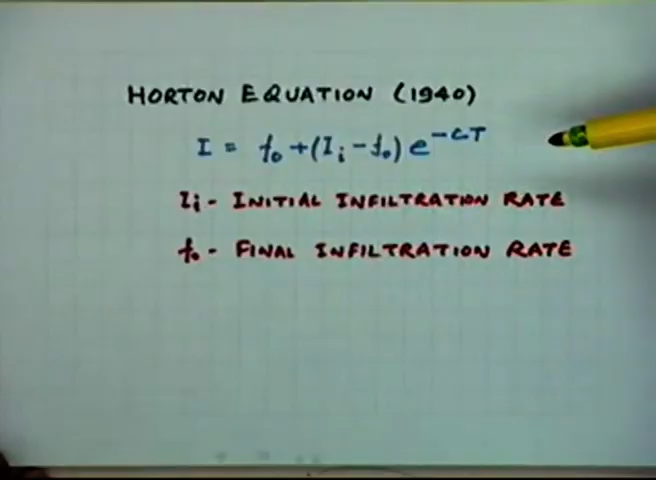 HORTON EQUATION (1940)
I = f₀ + (Iᵢ - f₀) e^-CT
Iᵢ - INITIAL INFILTRATION RATE
f₀ - FINAL INFILTRATION RATE